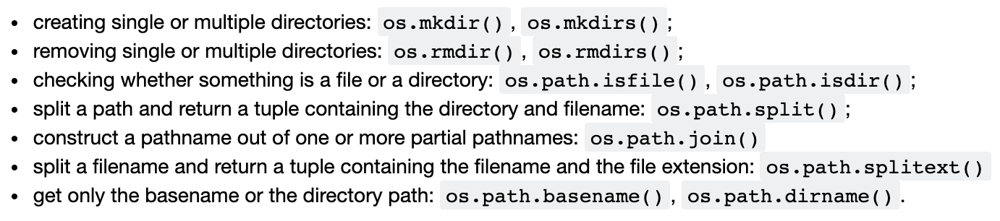 • creating single or multiple directories: os.mkdir(), os.mkdirs();
• removing single or multiple directories: os.rmdir(), os.rmdirs();
• checking whether something is a file or a directory: os.path.isfile(), os.path.isdir();
• split a path and return a tuple containing the directory and filename: os.path.split();
• construct a pathname out of one or more partial pathnames: os.path.join()
• split a filename and return a tuple containing the filename and the file extension: os.path.splitext()
• get only the basename or the directory path: os.path.basename(), os.path.dirname().